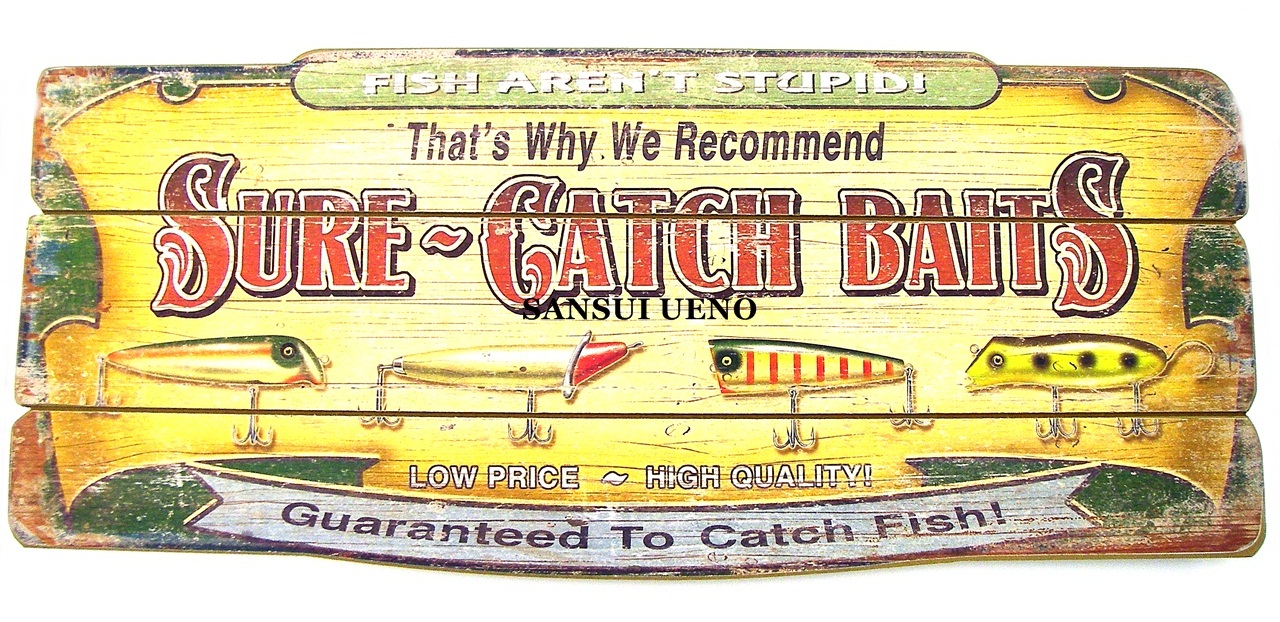 FISH AREN'T STUPID!
That's Why We Recommend
SURE~CATCH BAITS
SANSUI UENO
LOW PRICE ~ HIGH QUALITY!
Guaranteed To Catch Fish!